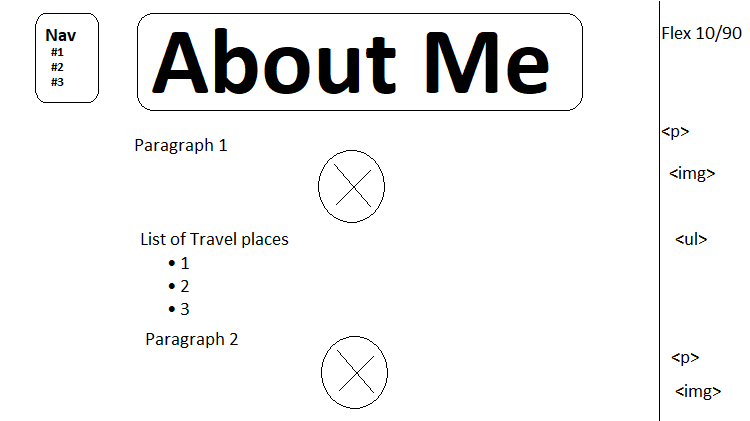 Nav
#1
#2
#3
About Me
Flex 10/90
Paragraph 1
<p>
<img>
List of Travel places
<ul>
• 1
• 2
• 3
Paragraph 2
<p>
<img>